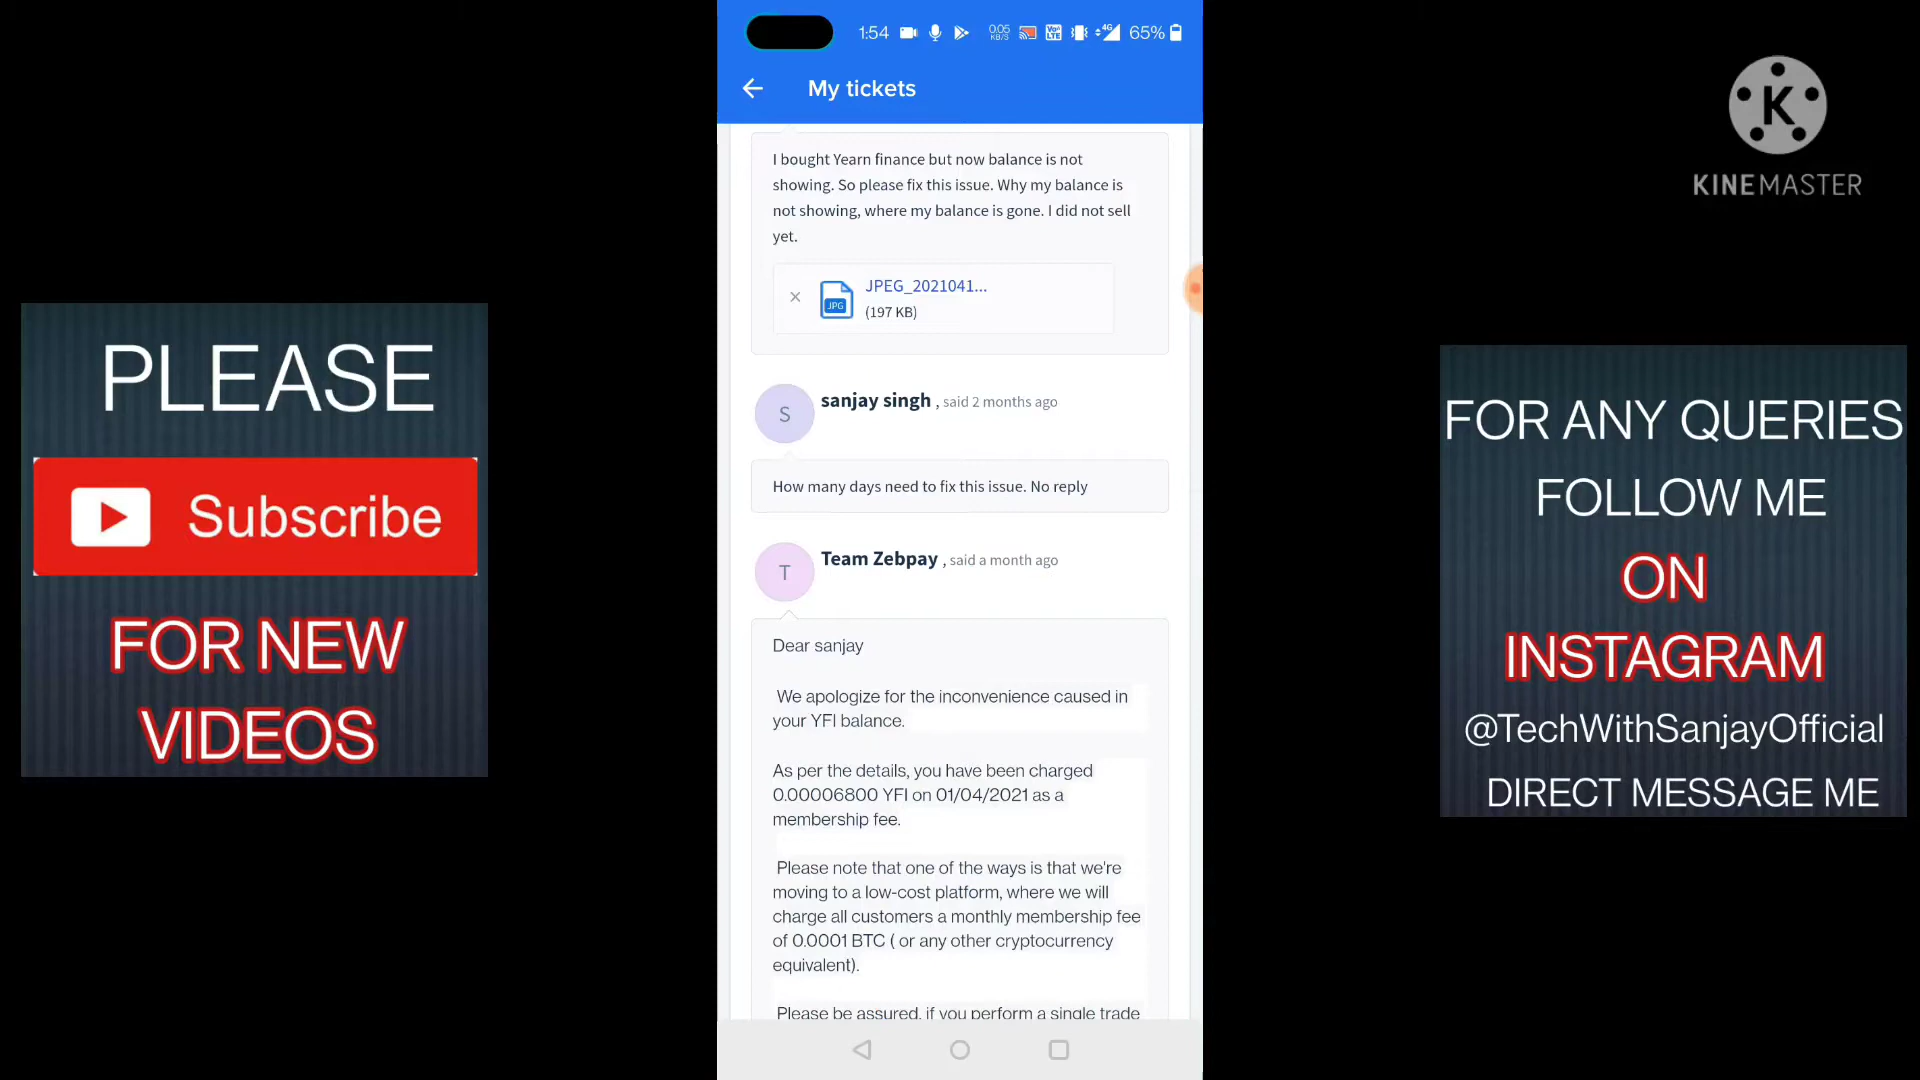 PLEASE
Subscribe
FOR NEW
VIDEOS
1:54
0.05
KB/S
Vo
LTE
4G
65%
My tickets
I bought Yearn finance but now balance is not
showing. So please fix this issue. Why my balance is
not showing, where my balance is gone. I did not sell
yet.
JPG
JPEG_2021041...
(197 KB)
S
sanjay singh , said 2 months ago
How many days need to fix this issue. No reply
T
Team Zebpay , said a month ago
Dear sanjay
We apologize for the inconvenience caused in
your YFI balance.
As per the details, you have been charged
0.00006800 YFI on 01/04/2021 as a
membership fee.
Please note that one of the ways is that we're
moving to a low-cost platform, where we will
charge all customers a monthly membership fee
of 0.0001 BTC ( or any other cryptocurrency
equivalent).
Please be assured, if you perform a single trade
K
KINEMASTER
FOR ANY QUERIES
FOLLOW ME
ON
INSTAGRAM
@TechWithSanjayOfficial
DIRECT MESSAGE ME